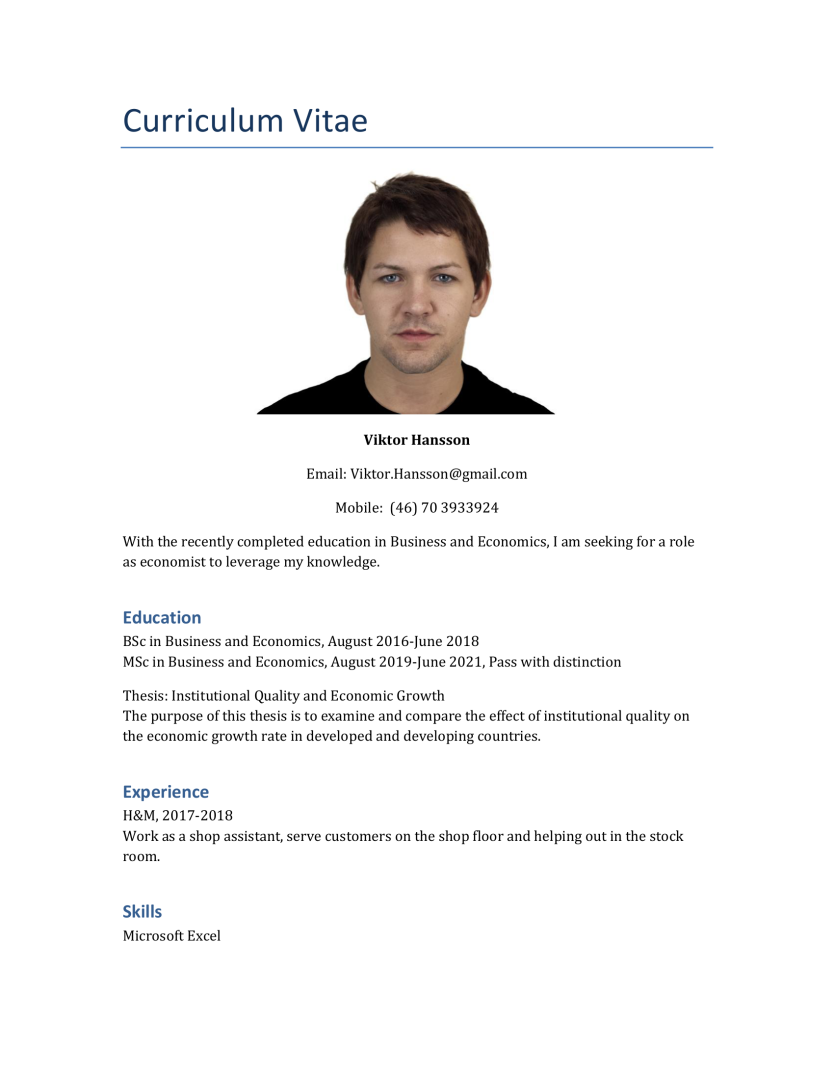 Curriculum Vitae
Viktor Hansson
Email: Viktor.Hansson@gmail.com
Mobile:  (46) 70 3933924
With the recently completed education in Business and Economics, I am seeking for a role
as economist to leverage my knowledge.
Education
BSc in Business and Economics, August 2016-June 2018
MSc in Business and Economics, August 2019-June 2021, Pass with distinction
Thesis: Institutional Quality and Economic Growth
The purpose of this thesis is to examine and compare the effect of institutional quality on
the economic growth rate in developed and developing countries.
Experience
H&M, 2017-2018
Work as a shop assistant, serve customers on the shop floor and helping out in the stock
room.
Skills
Microsoft Excel